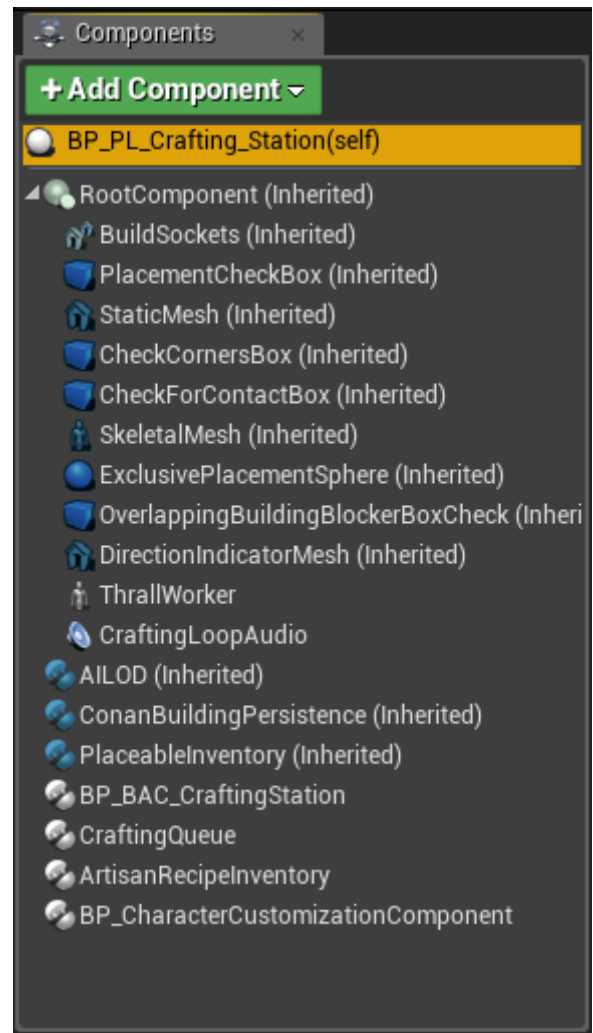 Components
+ Add Component
BP_PL_Crafting_Station(self)
RootComponent (Inherited)
BuildSockets (Inherited)
PlacementCheckBox (Inherited)
StaticMesh (Inherited)
CheckCornersBox (Inherited)
CheckForContactBox (Inherited)
SkeletalMesh (Inherited)
ExclusivePlacementSphere (Inherited)
OverlappingBuildingBlockerBoxCheck (Inheri
DirectionIndicatorMesh (Inherited)
ThrallWorker
CraftingLoopAudio
AILOD (Inherited)
ConanBuildingPersistence (Inherited)
PlaceableInventory (Inherited)
BP_BAC_CraftingStation
CraftingQueue
ArtisanRecipeInventory
BP_CharacterCustomizationComponent